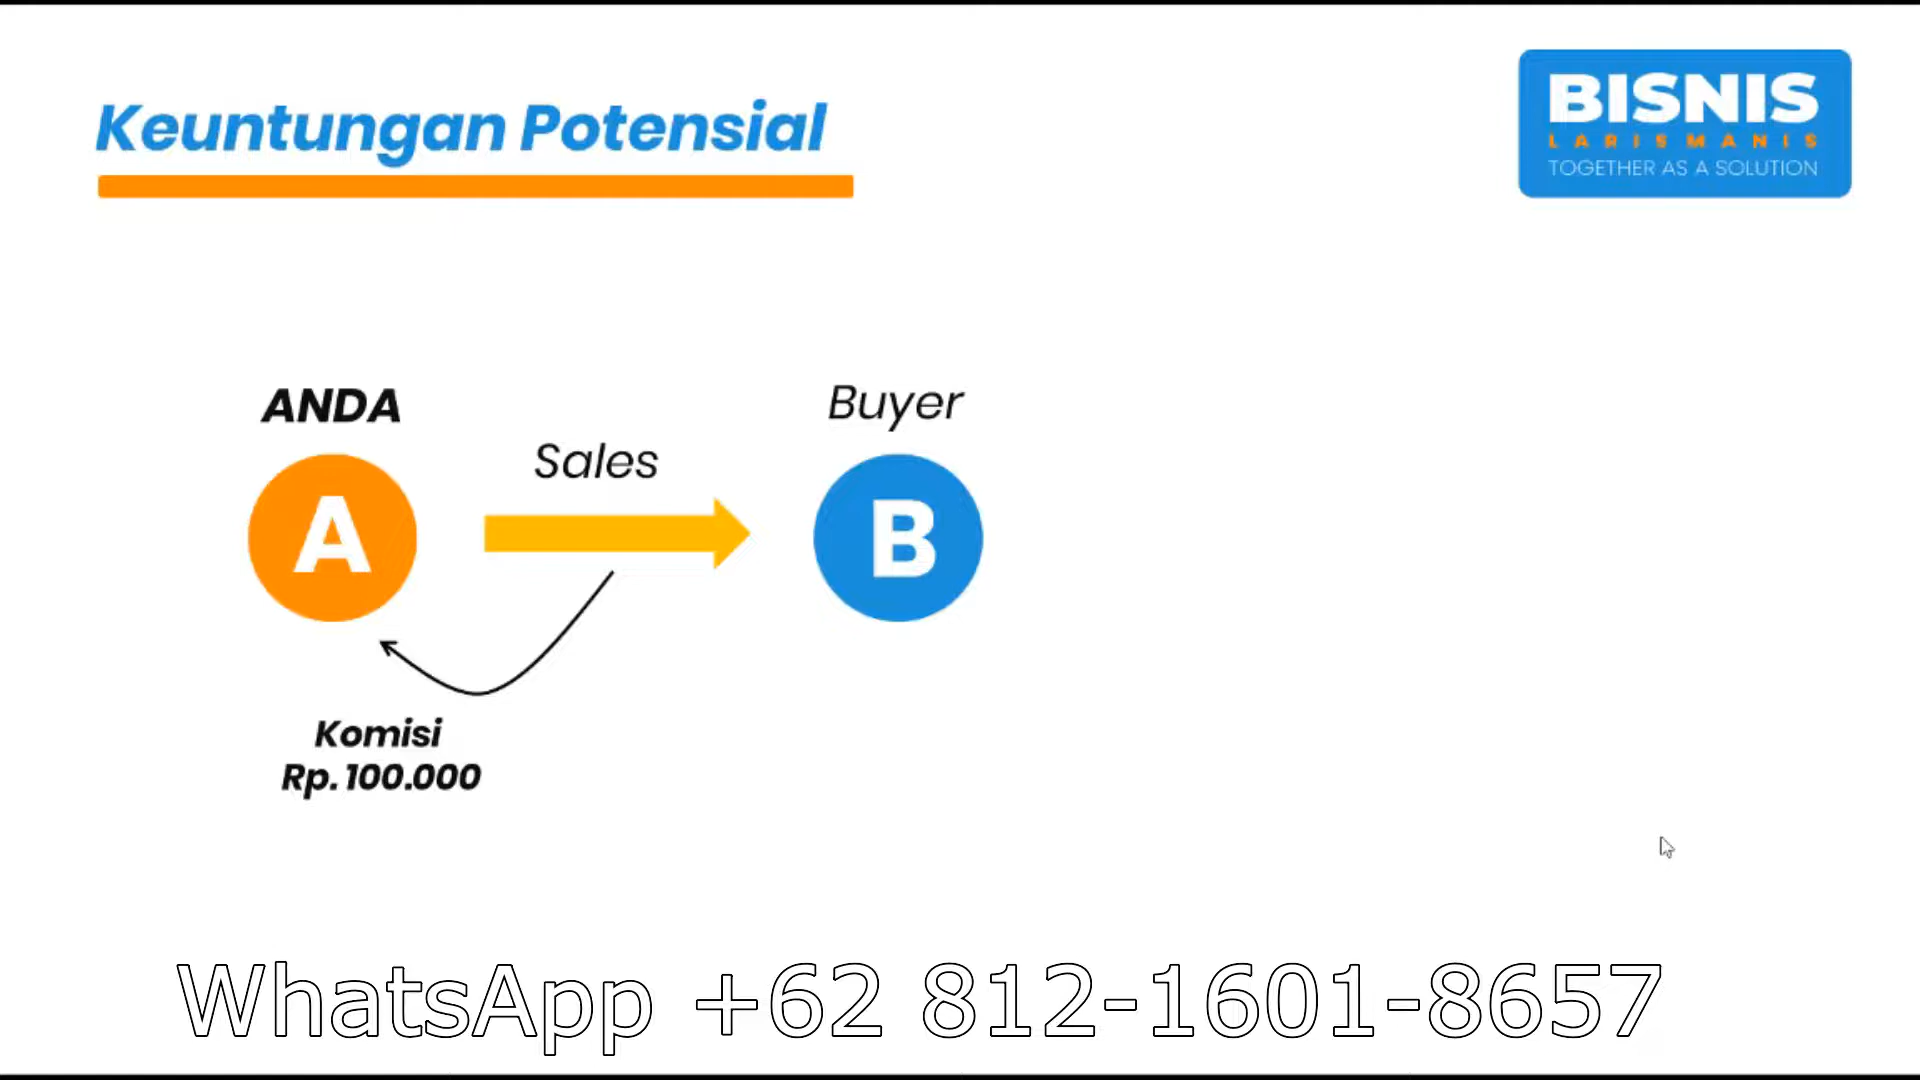 Keuntungan Potensial
BISNIS
LARISMANIS
TOGETHER AS A SOLUTION
ANDA
Buyer
Sales
A
B
Komisi
Rp. 100.000
WhatsApp +62 812-1601-8657